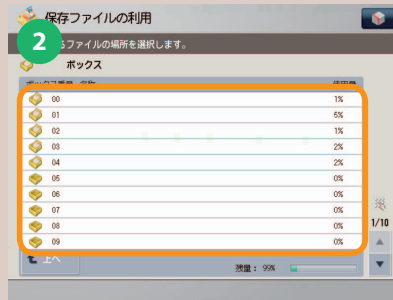 保存ファイルの利用
2
るファイルの場所を選択します。
ボックス
ボックス番号 名称 使用量
00 1%
01 5%
02 1%
03 2%
04 2%
05 0%
06 0%
07 0%
08 0%
09 0%
1/10
上へ
残量： 99%